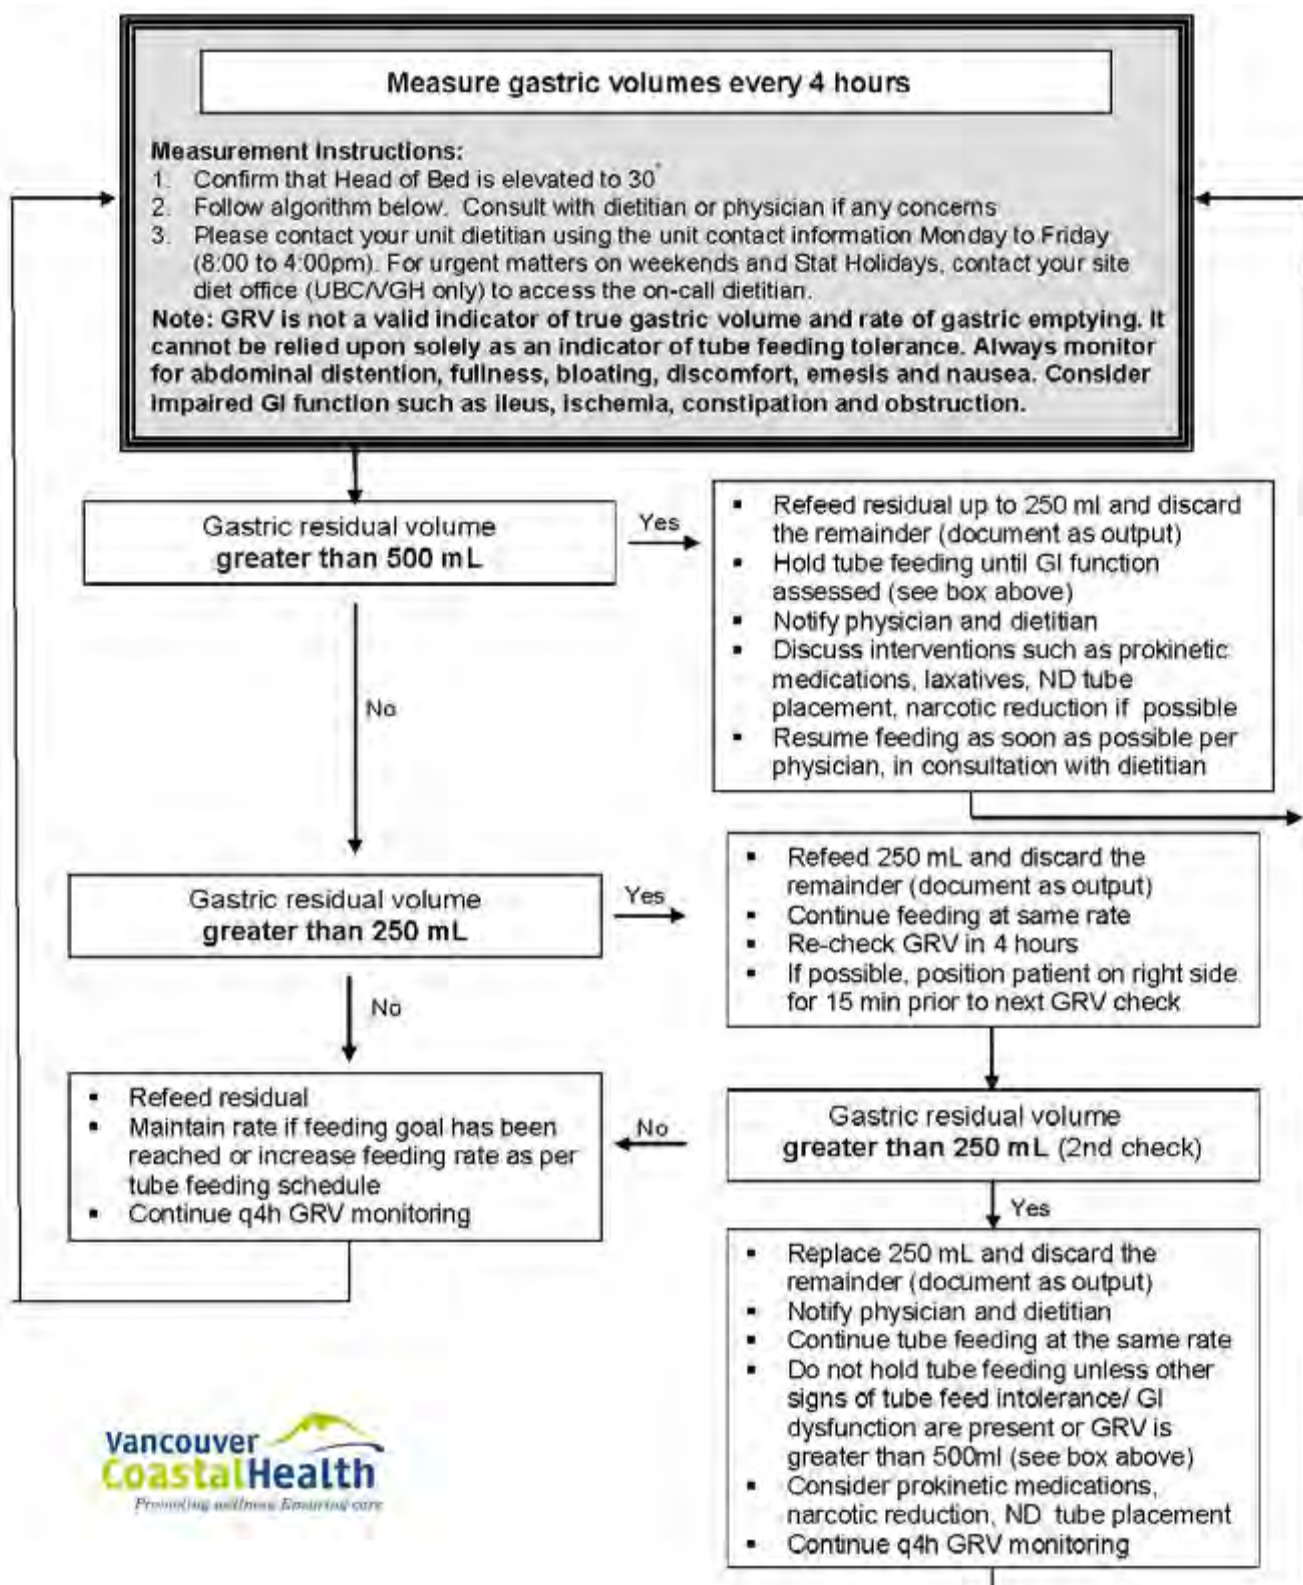 Measure gastric volumes every 4 hours
Measurement Instructions:
1. Confirm that Head of Bed is elevated to 30°
2. Follow algorithm below. Consult with dietitian or physician if any concerns
3. Please contact your unit dietitian using the unit contact information Monday to Friday
(8:00 to 4:00pm). For urgent matters on weekends and Stat Holidays, contact your site
diet office (UBC/VGH only) to access the on-call dietitian.
Note: GRV is not a valid indicator of true gastric volume and rate of gastric emptying. It
cannot be relied upon solely as an indicator of tube feeding tolerance. Always monitor
for abdominal distention, fullness, bloating, discomfort, emesis and nausea. Consider
impaired GI function such as ileus, ischemia, constipation and obstruction.
Gastric residual volume
greater than 500 mL
Yes
▪ Refeed residual up to 250 ml and discard
the remainder (document as output)
▪ Hold tube feeding until GI function
assessed (see box above)
▪ Notify physician and dietitian
▪ Discuss interventions such as prokinetic
medications, laxatives, ND tube
placement, narcotic reduction if possible
▪ Resume feeding as soon as possible per
physician, in consultation with dietitian
No
Gastric residual volume
greater than 250 mL
Yes
▪ Refeed 250 mL and discard the
remainder (document as output)
▪ Continue feeding at same rate
▪ Re-check GRV in 4 hours
▪ If possible, position patient on right side
for 15 min prior to next GRV check
No
▪ Refeed residual
▪ Maintain rate if feeding goal has been
reached or increase feeding rate as per
tube feeding schedule
▪ Continue q4h GRV monitoring
No
Gastric residual volume
greater than 250 mL (2nd check)
Yes
▪ Replace 250 mL and discard the
remainder (document as output)
▪ Notify physician and dietitian
▪ Continue tube feeding at the same rate
▪ Do not hold tube feeding unless other
signs of tube feed intolerance/ GI
dysfunction are present or GRV is
greater than 500ml (see box above)
▪ Consider prokinetic medications,
narcotic reduction, ND tube placement
▪ Continue q4h GRV monitoring
Vancouver
CoastalHealth
Promoting wellness. Ensuring care